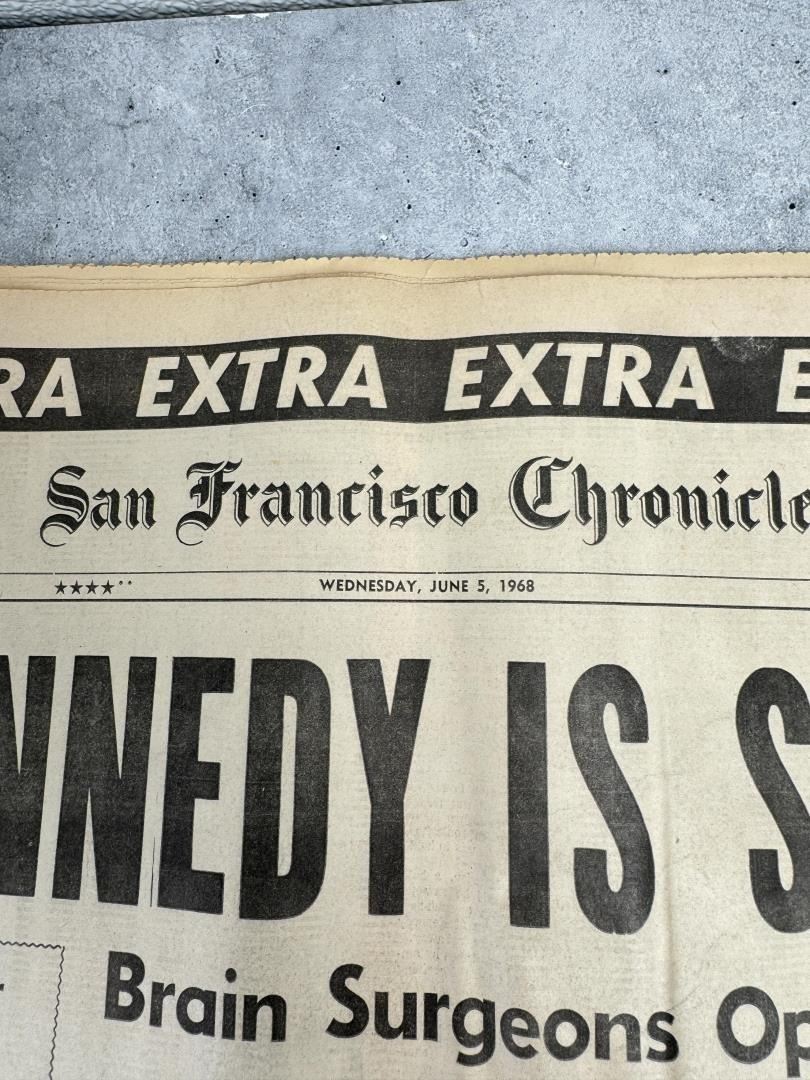 RA EXTRA EXTRA E
San Francisco Chronicle
★★★★•• WEDNESDAY, JUNE 5, 1968
NNEDY IS S
Brain Surgeons Op